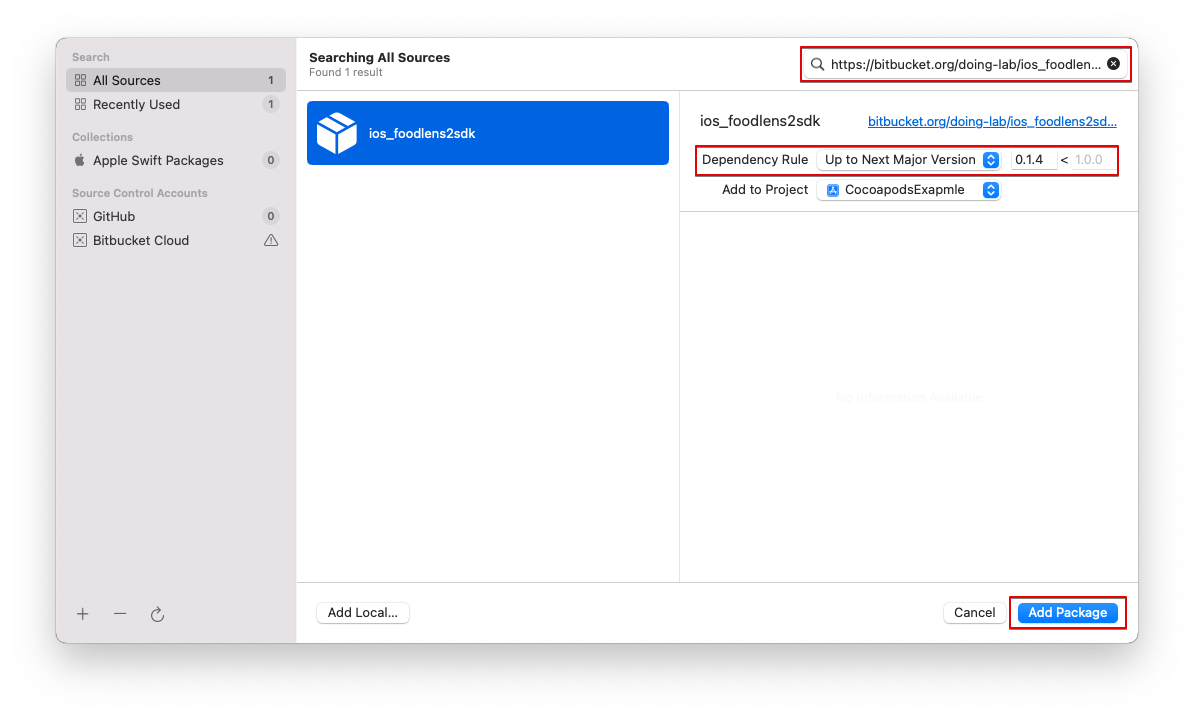 Search
All Sources 1
Recently Used 1
Collections
Apple Swift Packages 0
Source Control Accounts
GitHub 0
Bitbucket Cloud
Searching All Sources
Found 1 result
https://bitbucket.org/doing-lab/ios_foodlen...
ios_foodlens2sdk
ios_foodlens2sdk bitbucket.org/doing-lab/ios_foodlens2sd...
Dependency Rule Up to Next Major Version 0.1.4 < 1.0.0
Add to Project CocoapodsExapmle
No Information Available
Add Local... Cancel Add Package